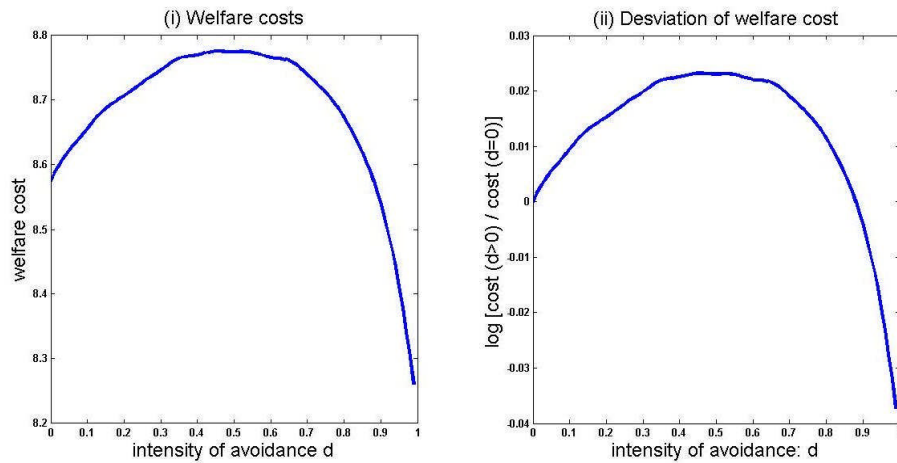 (i) Welfare costs
8.8
8.7
8.6
8.5
8.4
8.3
8.2
welfare cost
0 0.1 0.2 0.3 0.4 0.5 0.6 0.7 0.8 0.9 1
intensity of avoidance d
(ii) Desviation of welfare cost
0.03
0.02
0.01
0
-0.01
-0.02
-0.03
-0.04
log [cost (d>0) / cost (d=0)]
0 0.1 0.2 0.3 0.4 0.5 0.6 0.7 0.8 0.9
intensity of avoidance: d